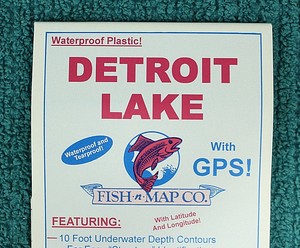 Waterproof Plastic!
DETROIT
LAKE
Waterproof and
Tearproof!
With
GPS!
FISH-n-MAP CO.
With Latitude
And Longitude!
FEATURING:
— 10 Foot Underwater Depth Contours